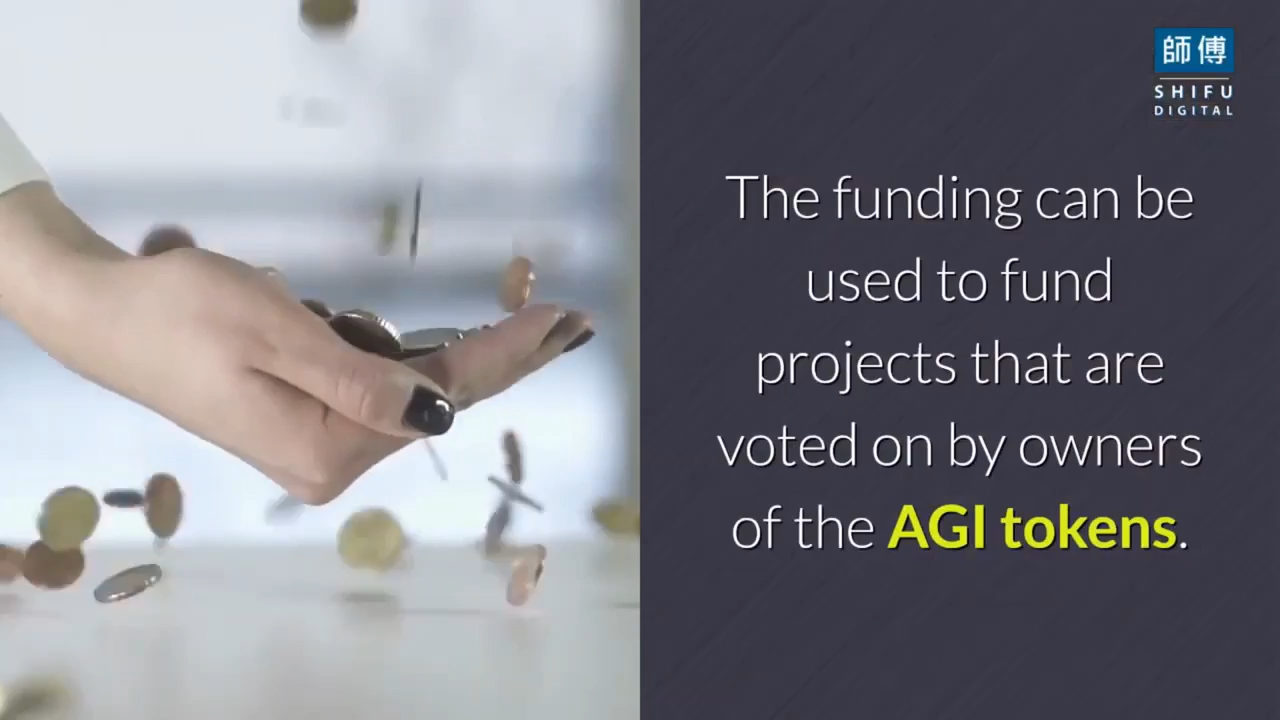 師傅
SHIFU
DIGITAL
The funding can be
used to fund
projects that are
voted on by owners
of the AGI tokens.